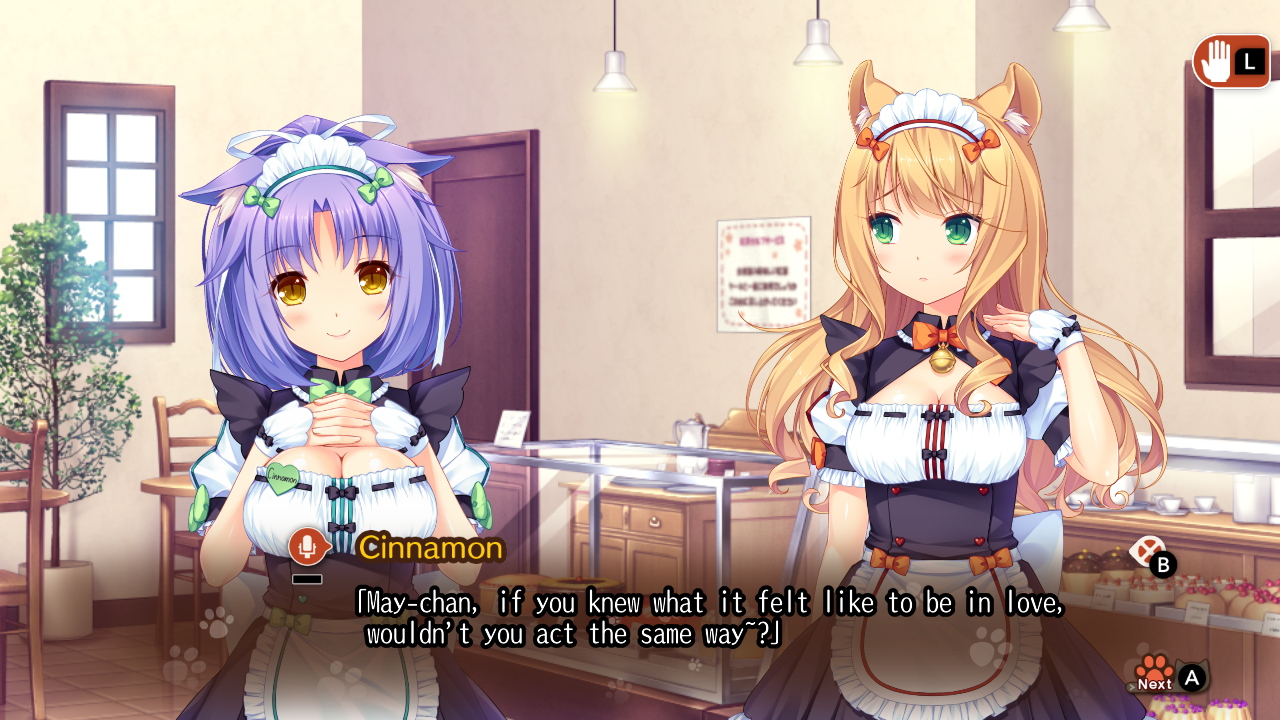 L
Cinnamon
Cinnamon
「May-chan, if you knew what it felt like to be in love,
wouldn't you act the same way~?」
B
Next A